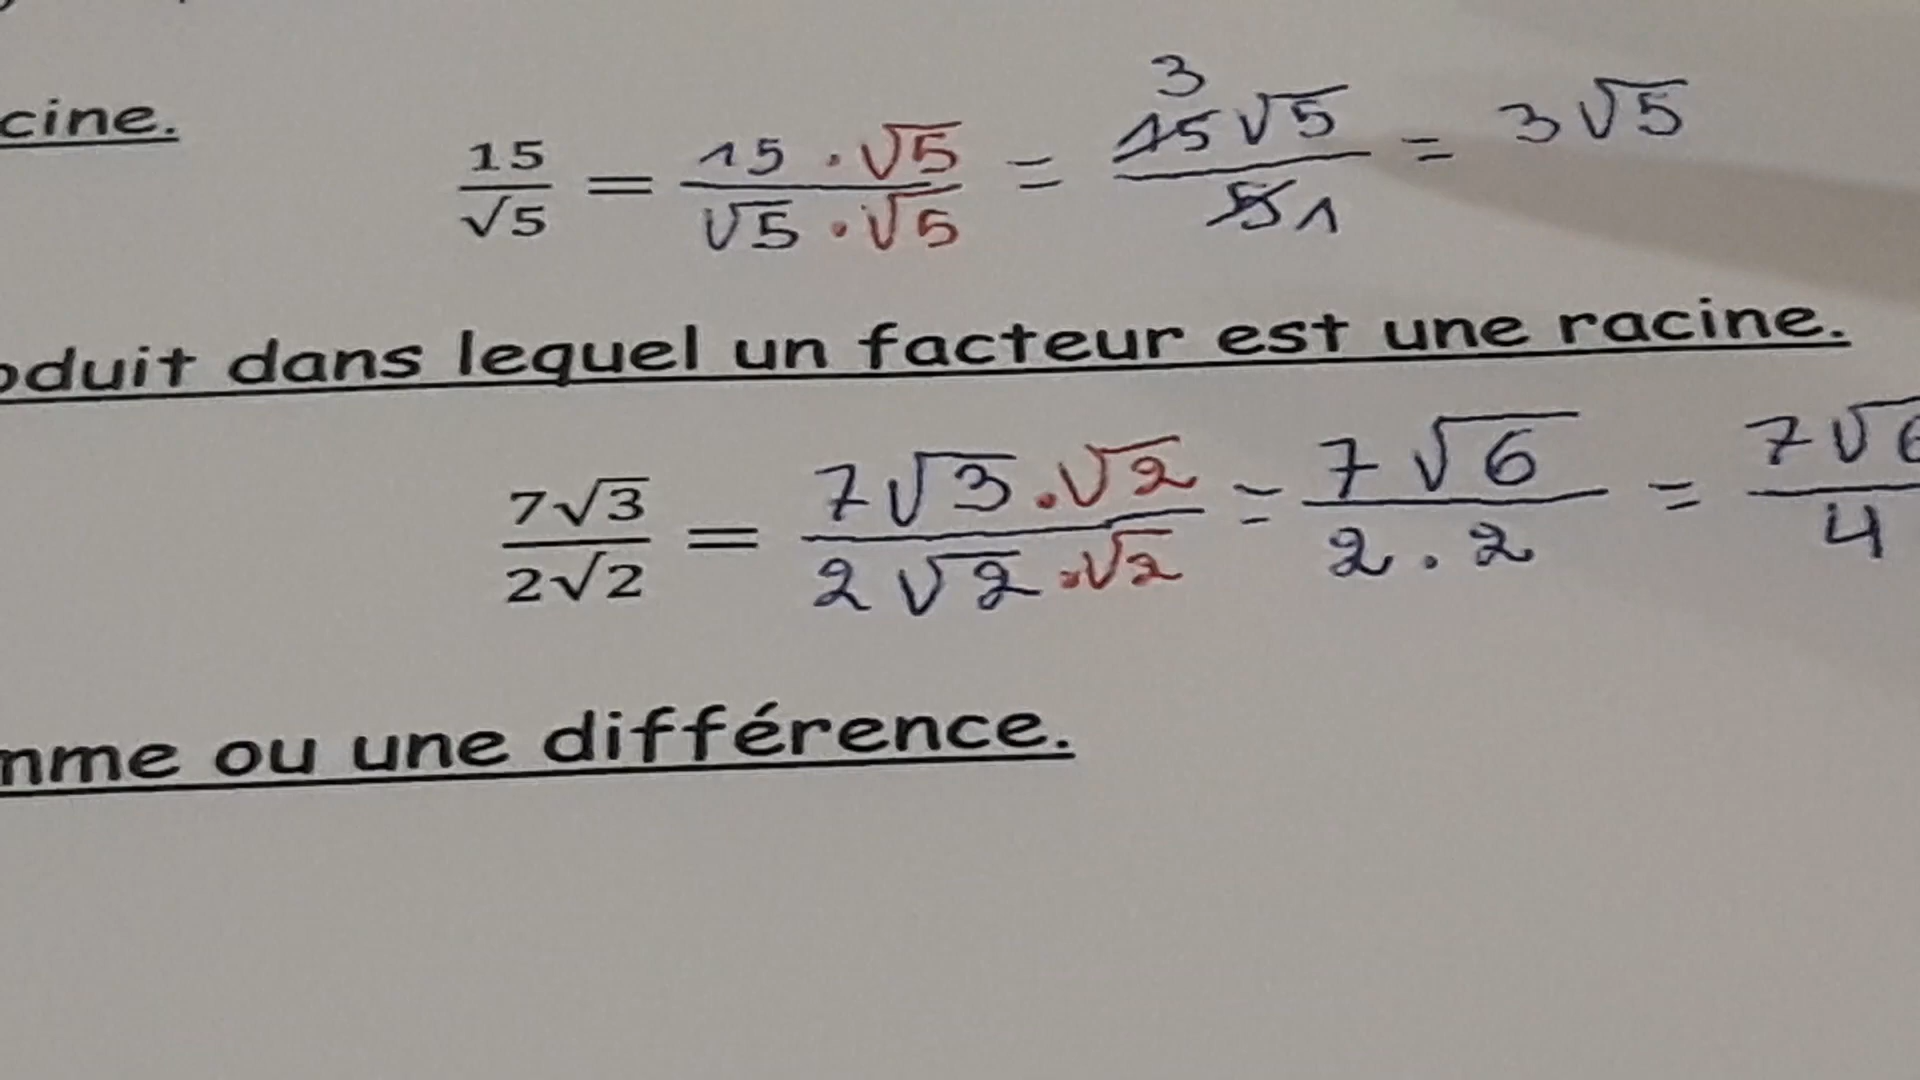 cine.
15/√5 = 15 · √5 / √5 · √5 = 3 15√5 / 5 1 = 3√5
oduit dans lequel un facteur est une racine.
7√3/2√2 = 7√3 · √2 / 2√2 · √2 = 7√6 / 2 · 2 = 7√6 / 4
mme ou une différence.